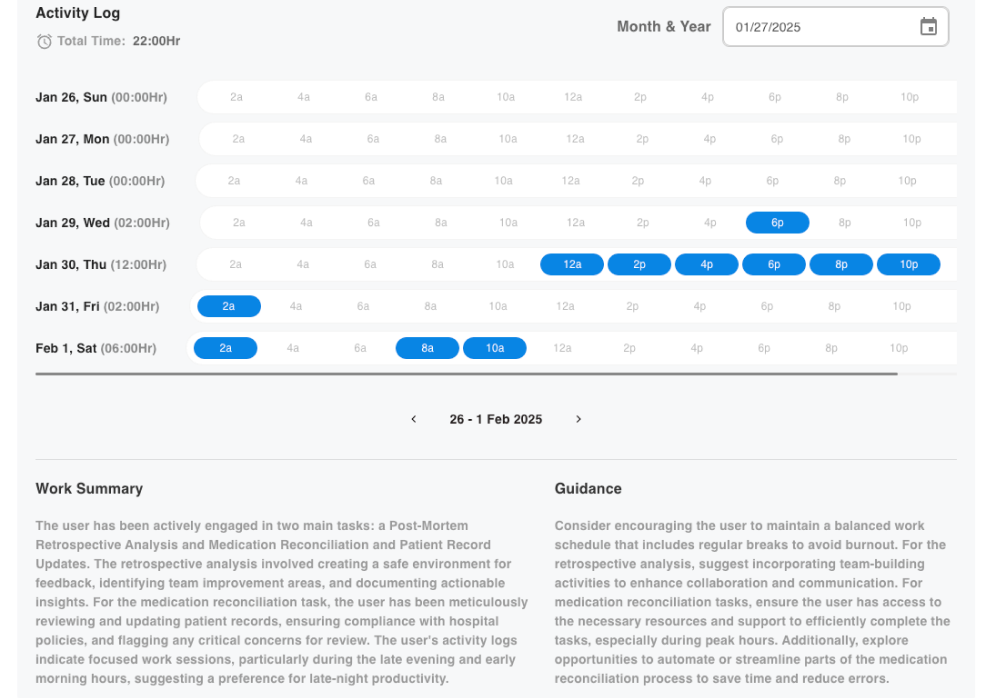 Activity Log
Total Time: 22:00Hr
Month & Year
01/27/2025
Jan 26, Sun (00:00Hr) 2a 4a 6a 8a 10a 12a 2p 4p 6p 8p 10p
Jan 27, Mon (00:00Hr) 2a 4a 6a 8a 10a 12a 2p 4p 6p 8p 10p
Jan 28, Tue (00:00Hr) 2a 4a 6a 8a 10a 12a 2p 4p 6p 8p 10p
Jan 29, Wed (02:00Hr) 2a 4a 6a 8a 10a 12a 2p 4p 6p 8p 10p
Jan 30, Thu (12:00Hr) 2a 4a 6a 8a 10a 12a 2p 4p 6p 8p 10p
Jan 31, Fri (02:00Hr) 2a 4a 6a 8a 10a 12a 2p 4p 6p 8p 10p
Feb 1, Sat (06:00Hr) 2a 4a 6a 8a 10a 12a 2p 4p 6p 8p 10p
26 - 1 Feb 2025
Work Summary
The user has been actively engaged in two main tasks: a Post-Mortem
Retrospective Analysis and Medication Reconciliation and Patient Record
Updates. The retrospective analysis involved creating a safe environment for
feedback, identifying team improvement areas, and documenting actionable
insights. For the medication reconciliation task, the user has been meticulously
reviewing and updating patient records, ensuring compliance with hospital
policies, and flagging any critical concerns for review. The user's activity logs
indicate focused work sessions, particularly during the late evening and early
morning hours, suggesting a preference for late-night productivity.
Guidance
Consider encouraging the user to maintain a balanced work
schedule that includes regular breaks to avoid burnout. For the
retrospective analysis, suggest incorporating team-building
activities to enhance collaboration and communication. For
medication reconciliation tasks, ensure the user has access to
the necessary resources and support to efficiently complete the
tasks, especially during peak hours. Additionally, explore
opportunities to automate or streamline parts of the medication
reconciliation process to save time and reduce errors.